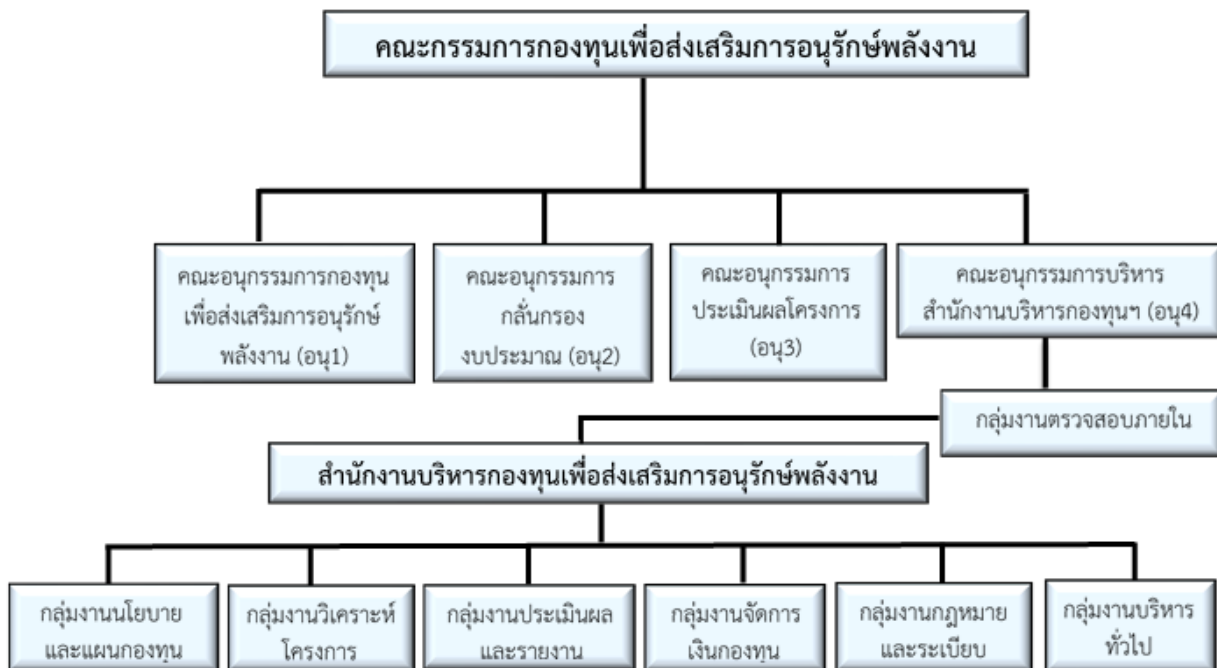 คณะกรรมการกองทุนเพื่อส่งเสริมการอนุรักษ์พลังงาน
คณะอนุกรรมการกองทุน
เพื่อส่งเสริมการอนุรักษ์
พลังงาน (อนุ1)
คณะอนุกรรมการ
กลั่นกรอง
งบประมาณ (อนุ2)
คณะอนุกรรมการ
ประเมินผลโครงการ
(อนุ3)
คณะอนุกรรมการบริหาร
สำนักงานบริหารกองทุนฯ (อนุ4)
กลุ่มงานตรวจสอบภายใน
สำนักงานบริหารกองทุนเพื่อส่งเสริมการอนุรักษ์พลังงาน
กลุ่มงานนโยบาย
และแผนกองทุน
กลุ่มงานวิเคราะห์
โครงการ
กลุ่มงานประเมินผล
และรายงาน
กลุ่มงานจัดการ
เงินกองทุน
กลุ่มงานกฎหมาย
และระเบียบ
กลุ่มงานบริหาร
ทั่วไป